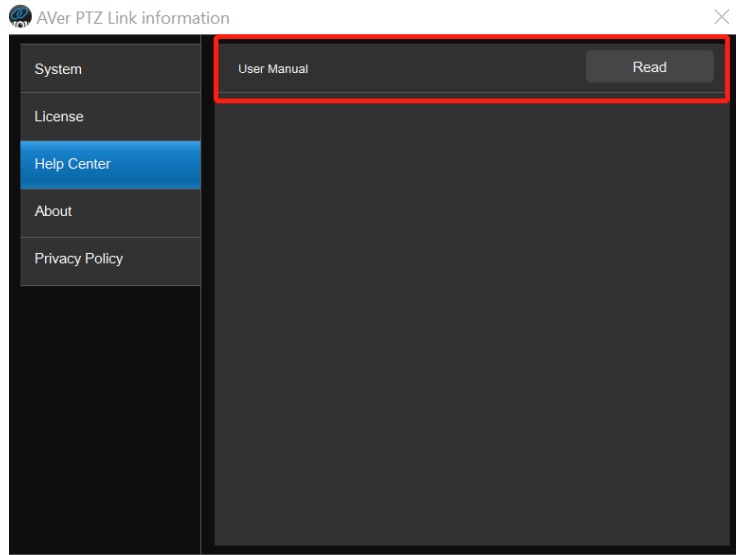 AVer PTZ Link information
System
License
Help Center
About
Privacy Policy
User Manual
Read